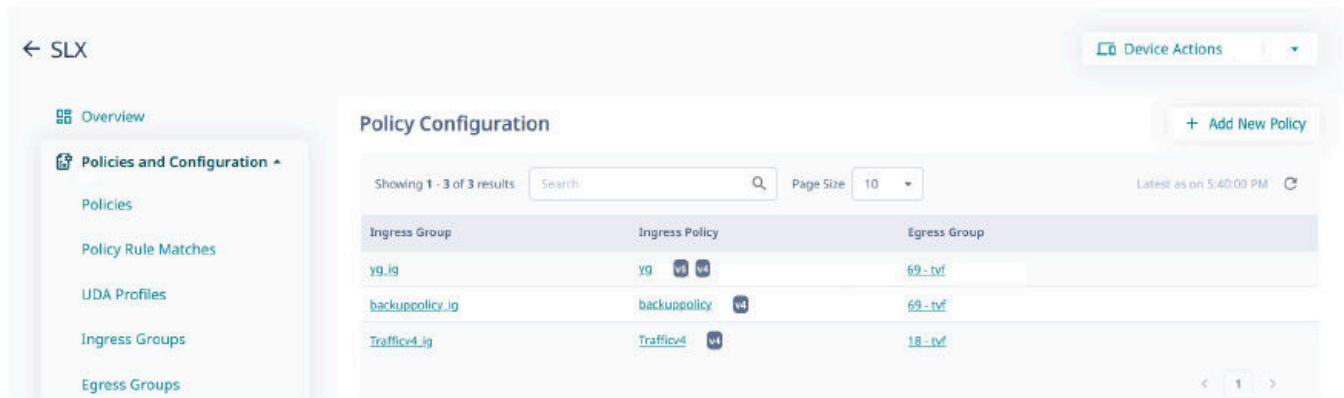 ← SLX
Device Actions
Overview
Policies and Configuration
Policies
Policy Rule Matches
UDA Profiles
Ingress Groups
Egress Groups
Policy Configuration
+ Add New Policy
Showing 1 - 3 of 3 results
Search
Page Size 10
Latest as on 5:40:00 PM
Ingress Group Ingress Policy Egress Group
yg_ig yg v6 v4 69 - tvf
backuppolicy_ig backuppolicy v4 69 - tvf
Trafficv4_ig Trafficv4 v4 18 - tvf
< 1 >